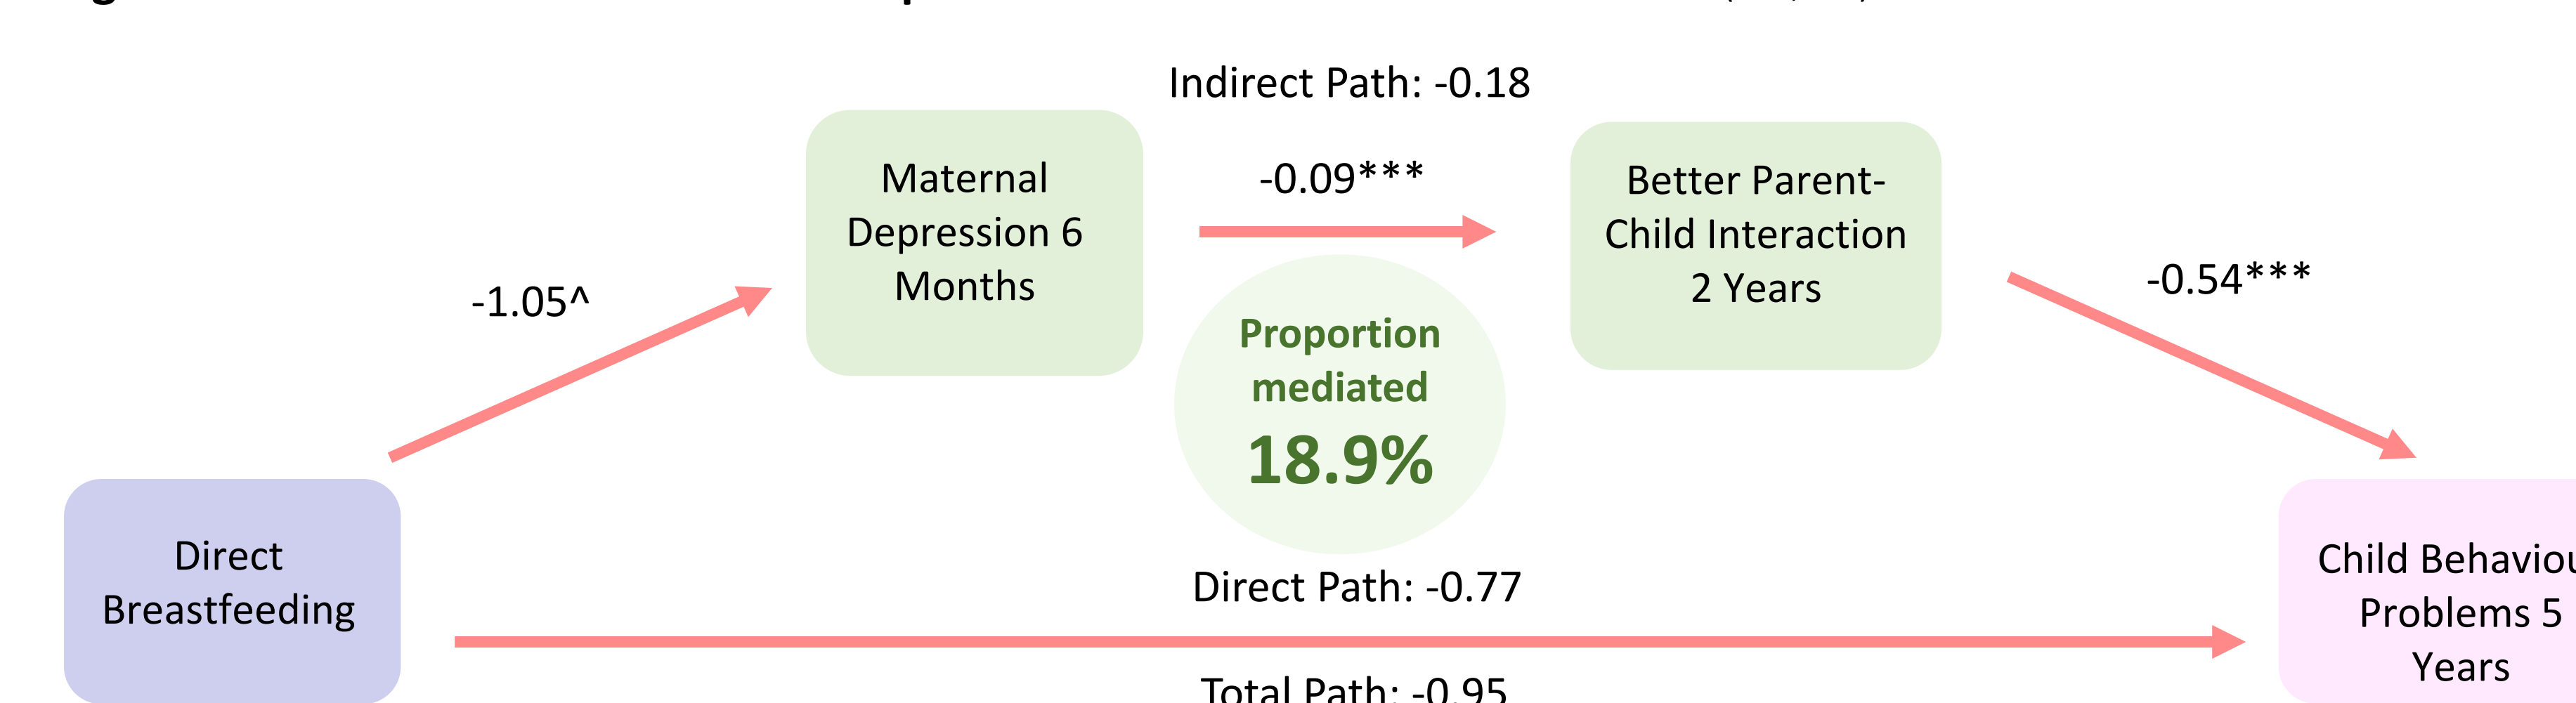 Indirect Path: -0.18
Maternal
Depression 6
Months
-0.09***
Better Parent-
Child Interaction
2 Years
-1.05^
-0.54***
Proportion
mediated
18.9%
Direct
Breastfeeding
Direct Path: -0.77
Child
Problems 5
Years
Total Path: -0.95